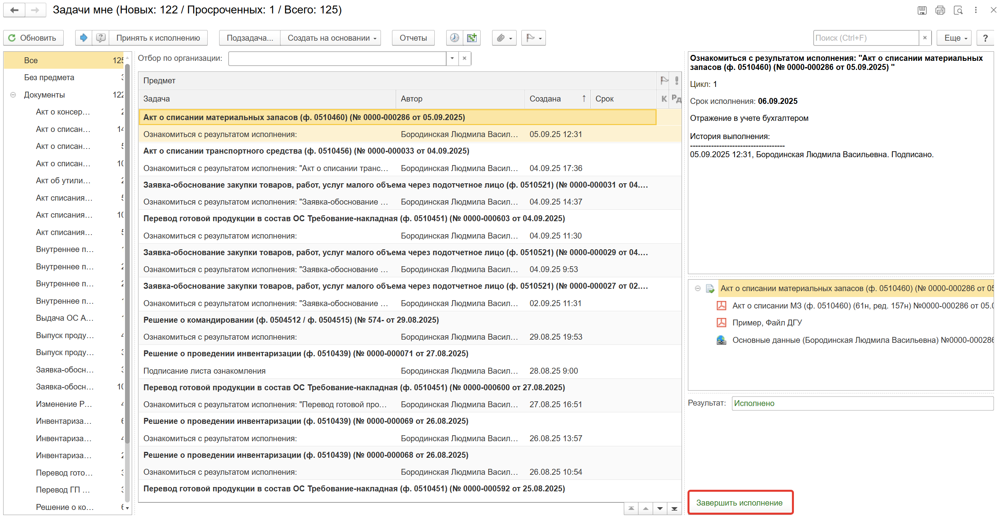 Задачи мне (Новых: 122 / Просроченных: 1 / Всего: 125)
Обновить
Принять к исполнению
Подзадача...
Создать на основании
Отчеты
Поиск (Ctrl+F)
×
Еще
?
Все 125
Без предмета
Документы 122
Акт о консер...
Акт о списан... 14
Акт о списан...
Акт о списан... 10
Акт об утили...
Акт списания...
Акт списания... 10
Акт списания...
Внутреннее п...
Внутреннее п...
Внутреннее п...
Внутреннее п...
Выдача ОС А...
Выпуск проду...
Выпуск проду...
Заявка-обосн...
Заявка-обосн... 10
Изменение Р...
Инвентариза...
Инвентариза...
Инвентариза...
Перевод гото...
Перевод ГП ...
Решение о ко...
Отбор по организации:
×
Предмет !
Задача Автор Создана ↑ Срок К РД
Акт о списании материальных запасов (ф. 0510460) (№ 0000-000286 от 05.09.2025)
Ознакомиться с результатом исполнения: Бородинская Людмила Васил... 05.09.25 12:31
Акт о списании транспортного средства (ф. 0510456) (№ 0000-000033 от 04.09.2025)
Ознакомиться с результатом исполнения: "Акт о списании транс... Бородинская Людмила Васил... 04.09.25 17:36
Заявка-обоснование закупки товаров, работ, услуг малого объема через подотчетное лицо (ф. 0510521) (№ 0000-000031 от 04....
Ознакомиться с результатом исполнения: "Заявка-обоснование ... Бородинская Людмила Васил... 04.09.25 14:37
Перевод готовой продукции в состав ОС Требование-накладная (ф. 0510451) (№ 0000-000603 от 04.09.2025)
Ознакомиться с результатом исполнения: Бородинская Людмила Васил... 04.09.25 11:30
Заявка-обоснование закупки товаров, работ, услуг малого объема через подотчетное лицо (ф. 0510521) (№ 0000-000029 от 04....
Ознакомиться с результатом исполнения: "Заявка-обоснование ... Бородинская Людмила Васил... 04.09.25 9:53
Заявка-обоснование закупки товаров, работ, услуг малого объема через подотчетное лицо (ф. 0510521) (№ 0000-000027 от 02....
Ознакомиться с результатом исполнения: "Заявка-обоснование ... Бородинская Людмила Васил... 02.09.25 11:31
Решение о командировании (ф. 0504512 / ф. 0504515) (№ 574- от 29.08.2025)
Ознакомиться с результатом исполнения: Бородинская Людмила Васил... 29.08.25 19:53
Решение о проведении инвентаризации (ф. 0510439) (№ 0000-000071 от 27.08.2025)
Подписание листа ознакомления Бородинская Людмила Васил... 28.08.25 9:00
Перевод готовой продукции в состав ОС Требование-накладная (ф. 0510451) (№ 0000-000600 от 27.08.2025)
Ознакомиться с результатом исполнения: "Перевод готовой про... Бородинская Людмила Васил... 27.08.25 16:51
Решение о проведении инвентаризации (ф. 0510439) (№ 0000-000069 от 26.08.2025)
Ознакомиться с результатом исполнения: Бородинская Людмила Васил... 26.08.25 13:57
Решение о проведении инвентаризации (ф. 0510439) (№ 0000-000068 от 26.08.2025)
Ознакомиться с результатом исполнения: Бородинская Людмила Васил... 26.08.25 10:54
Перевод готовой продукции в состав ОС Требование-накладная (ф. 0510451) (№ 0000-000592 от 25.08.2025)
Ознакомиться с результатом исполнения: "Акт о списании материальных
запасов (ф. 0510460) (№ 0000-000286 от 05.09.2025) "
Цикл: 1
Срок исполнения: 06.09.2025
Отражение в учете бухгалтером
История выполнения:
------------------------------------
05.09.2025 12:31, Бородинская Людмила Васильевна. Подписано.
Акт о списании материальных запасов (ф. 0510460) (№ 0000-000286 от 05
Акт о списании МЗ (ф. 0510460) (61н, ред. 157н) №0000-000286 от 05.0
Пример, Файл ДГУ
Основные данные (Бородинская Людмила Васильевна) №0000-000286
Результат: Исполнено
Завершить исполнение